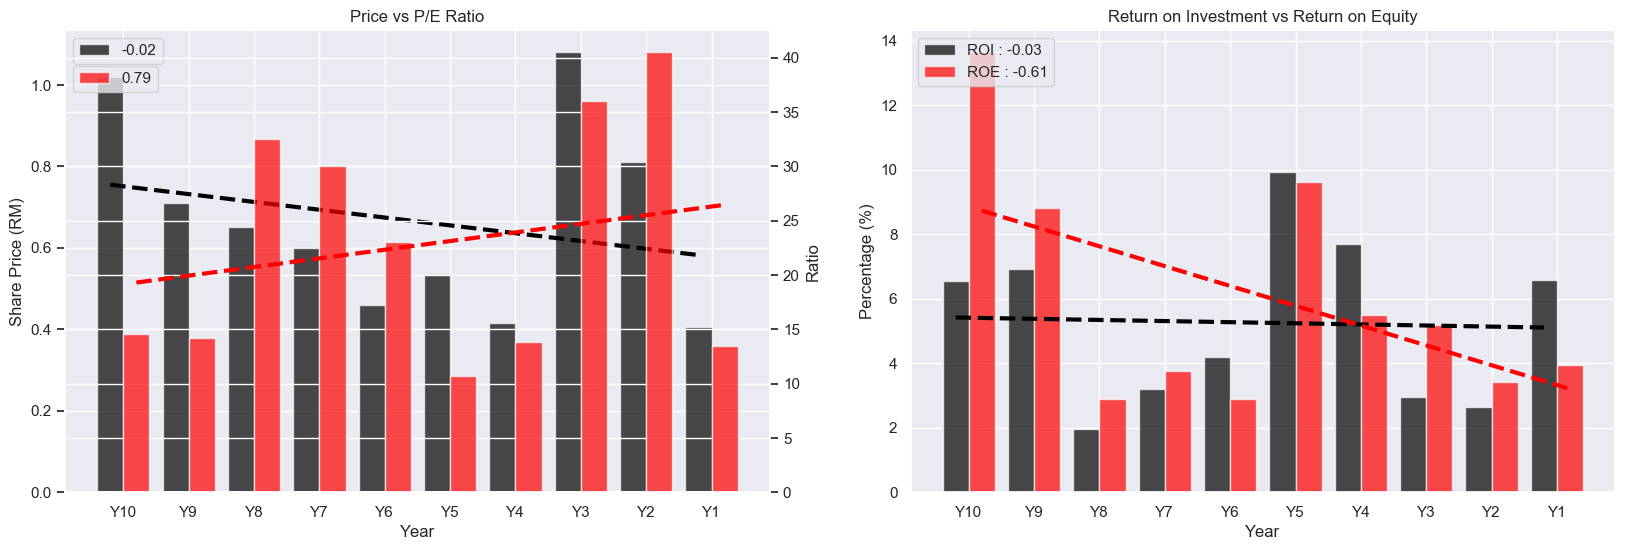 Price vs P/E Ratio
-0.02
0.79
1.0
0.8
0.6
0.4
0.2
0.0
Share Price (RM)
40
35
30
25
20
15
10
5
0
Ratio
Y10 Y9 Y8 Y7 Y6 Y5 Y4 Y3 Y2 Y1
Year
Return on Investment vs Return on Equity
ROI : -0.03
ROE : -0.61
14
12
10
8
6
4
2
0
Percentage (%)
Y10 Y9 Y8 Y7 Y6 Y5 Y4 Y3 Y2 Y1
Year